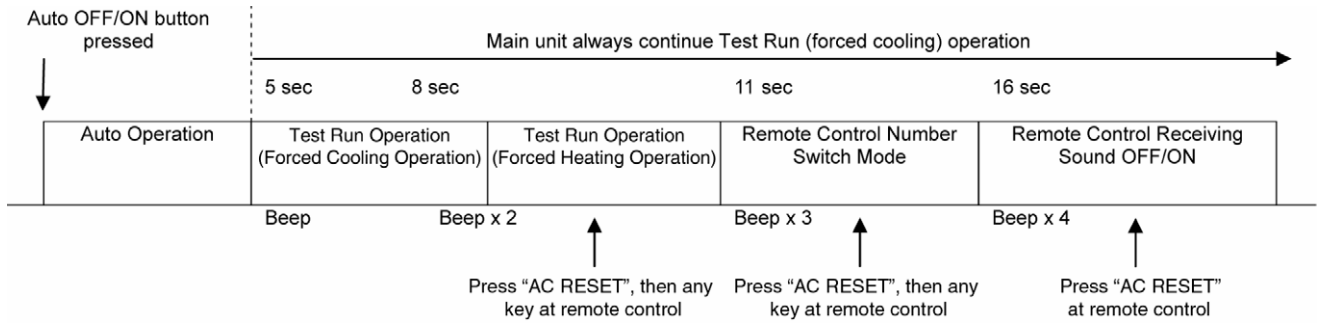 Auto OFF/ON button
pressed
Main unit always continue Test Run (forced cooling) operation
5 sec
8 sec
11 sec
16 sec
Auto Operation
Test Run Operation
(Forced Cooling Operation)
Test Run Operation
(Forced Heating Operation)
Remote Control Number
Switch Mode
Remote Control Receiving
Sound OFF/ON
Beep
Beep x 2
Beep x 3
Beep x 4
Press “AC RESET”, then any
key at remote control
Press “AC RESET”, then any
key at remote control
Press “AC RESET”
at remote control